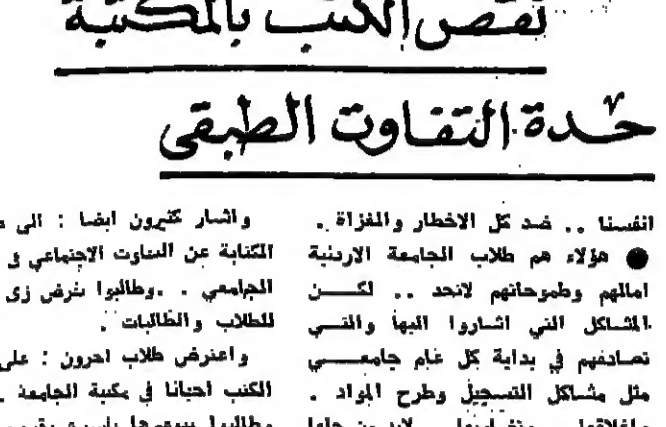 نقص الكتب بالمكتبة
حدة التفاوت الطبقى
انفسنا .. ضد كل الاخطار والغزاة .
● هؤلاء هم طلاب الجامعة الاردنية
امالهم وطموحاتهم لاتحد .. لكن
المشاكل التي اشاروا اليها والتي
تصادفهم في بداية كل عام جامعي
مثل مشاكل التسجيل وطرح المواد .
واشار كثيرون ايضا : الى
الكتابة عن التفاوت الاجتماعي في
الجامعي . .وطالبوا بفرض زى
للطلاب والطالبات .
واعترض طلاب اخرون : على
الكتب احيانا في مكتبة الجامعة .